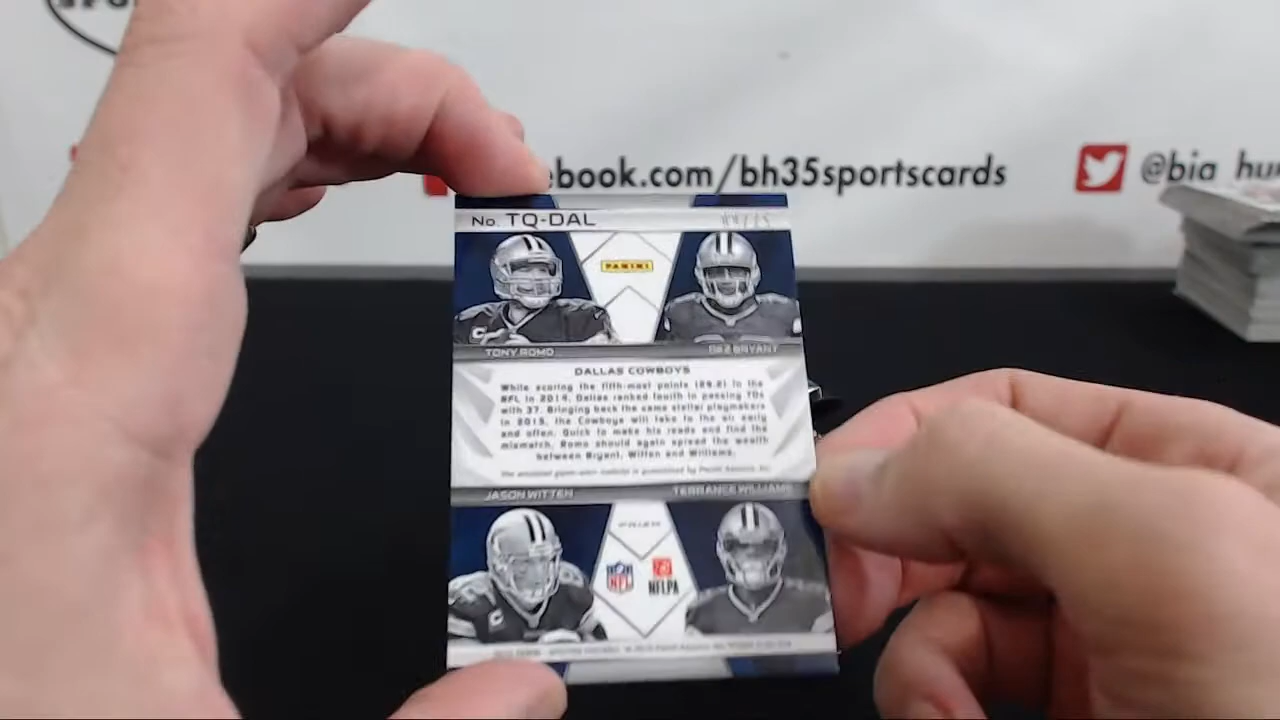 ebook.com/bh35sportscards
@bia_hu
No. TQ-DAL
PANINI
TONY ROMO
DEZ BRYANT
DALLAS COWBOYS
While scoring the fifth-most points (29.2) in the
NFL in 2014, Dallas ranked fourth in passing TDs
with 37. Bringing back the same stellar playmakers
in 2015, the Cowboys will take to the air early
and often. Quick to make his reads and find the
mismatch, Romo should again spread the wealth
between Bryant, Witten and Williams.
JASON WITTEN
TERRANCE WILLIAMS
PRIZM
NFL
NFLPA